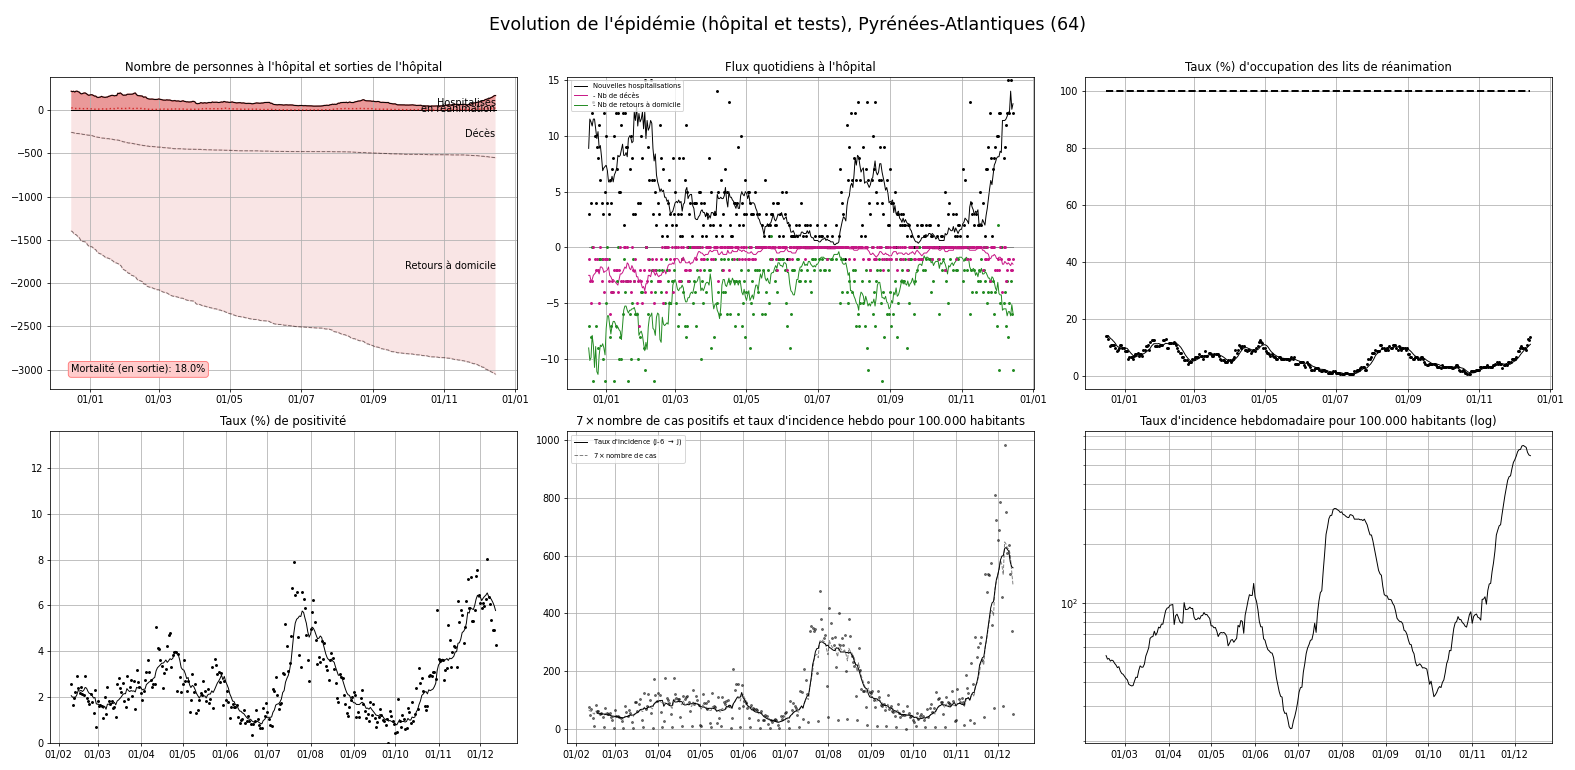 Evolution de l'épidémie (hôpital et tests), Pyrénées-Atlantiques (64)
Nombre de personnes à l'hôpital et sorties de l'hôpital
0
−500
−1000
−1500
−2000
−2500
−3000
Hospitalisés
en réanimation
Décès
Retours à domicile
Mortalité (en sortie): 18.0%
01/01 01/03 01/05 01/07 01/09 01/11 01/01
Flux quotidiens à l'hôpital
15
10
5
0
−5
−10
Nouvelles hospitalisations
- Nb de décès
- Nb de retours à domicile
01/01 01/03 01/05 01/07 01/09 01/11 01/01
Taux (%) d'occupation des lits de réanimation
100
80
60
40
20
0
01/01 01/03 01/05 01/07 01/09 01/11 01/01
Taux (%) de positivité
12
10
8
6
4
2
0
01/02 01/03 01/04 01/05 01/06 01/07 01/08 01/09 01/10 01/11 01/12
7 × nombre de cas positifs et taux d'incidence hebdo pour 100.000 habitants
1000
800
600
400
200
0
Taux d'incidence (j-6 → j)
7 × nombre de cas
01/02 01/03 01/04 01/05 01/06 01/07 01/08 01/09 01/10 01/11 01/12
Taux d'incidence hebdomadaire pour 100.000 habitants (log)
10²
01/03 01/04 01/05 01/06 01/07 01/08 01/09 01/10 01/11 01/12